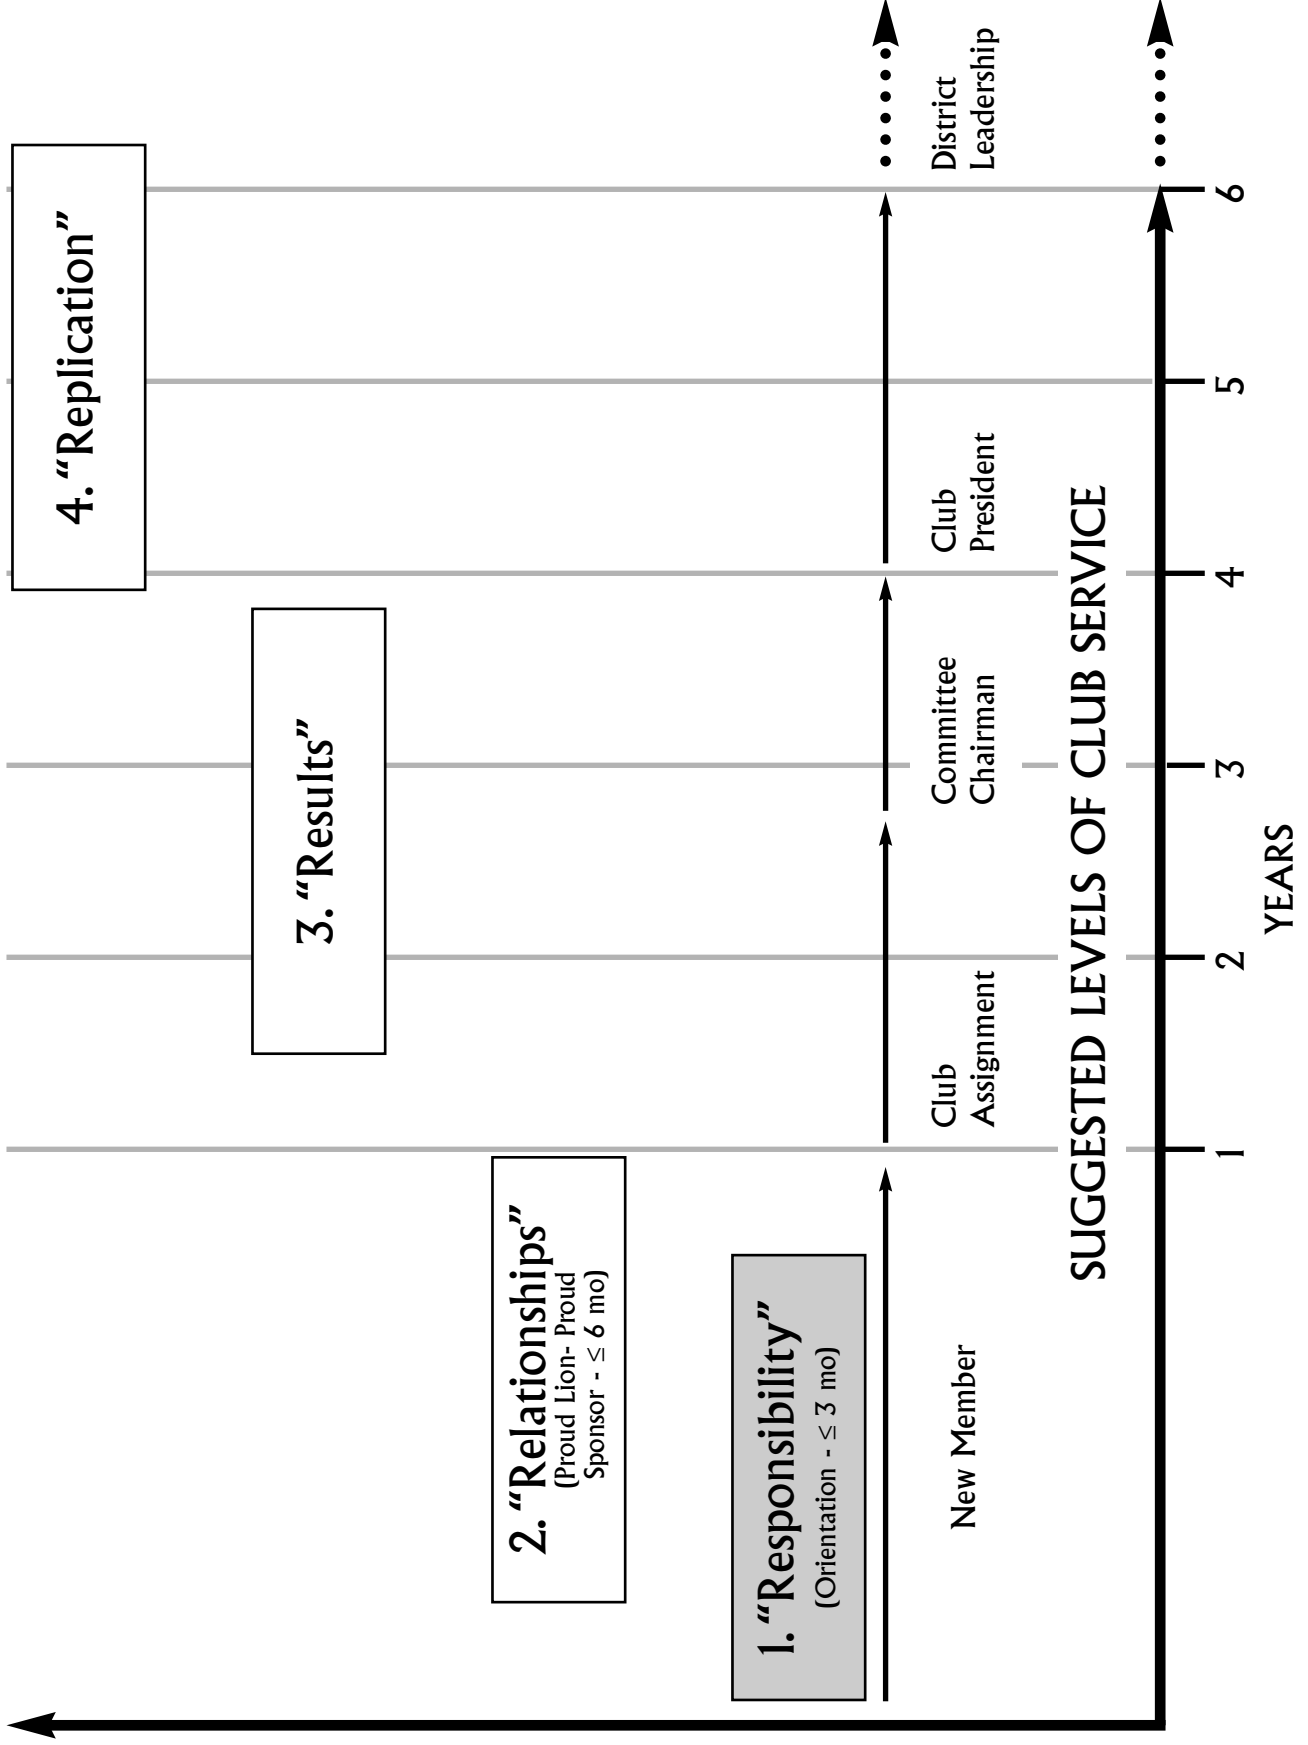 4. “Replication”
3. “Results”
2. “Relationships”
(Proud Lion- Proud
Sponsor - ≤ 6 mo)
1. “Responsibility”
(Orientation - ≤ 3 mo)
New Member
Club
Assignment
Committee
Chairman
Club
President
District
Leadership
SUGGESTED LEVELS OF CLUB SERVICE
1
2
3
4
5
6
YEARS